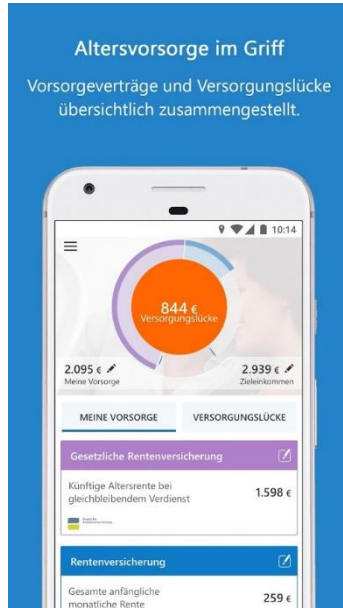 Altersvorsorge im Griff
Vorsorgeverträge und Versorgungslücke
übersichtlich zusammengestellt.
10:14
844 €
Versorgungslücke
2.095 €
Meine Vorsorge
2.939 €
Zieleinkommen
MEINE VORSORGE
VERSORGUNGSLÜCKE
Gesetzliche Rentenversicherung
Künftige Altersrente bei
gleichbleibendem Verdienst
1.598 €
Rentenversicherung
Gesamte anfängliche
monatliche Rente
259 €